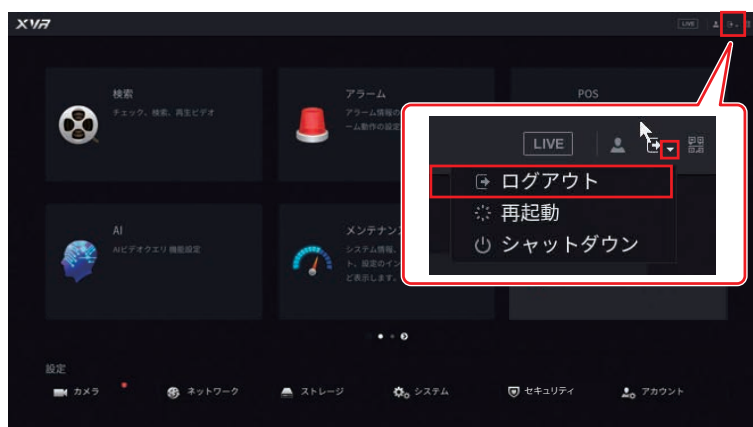 XVR
LIVE
検索
チェック、検索、再生ビデオ
アラーム
アラーム情報の
ーム動作の設定
POS
LIVE
ログアウト
再起動
シャットダウン
AI
AIビデオクエリ 機能設定
メンテナンス
システム情報、
ト、設定のイン
ど表示します。
設定
カメラ
ネットワーク
ストレージ
システム
セキュリティ
アカウント